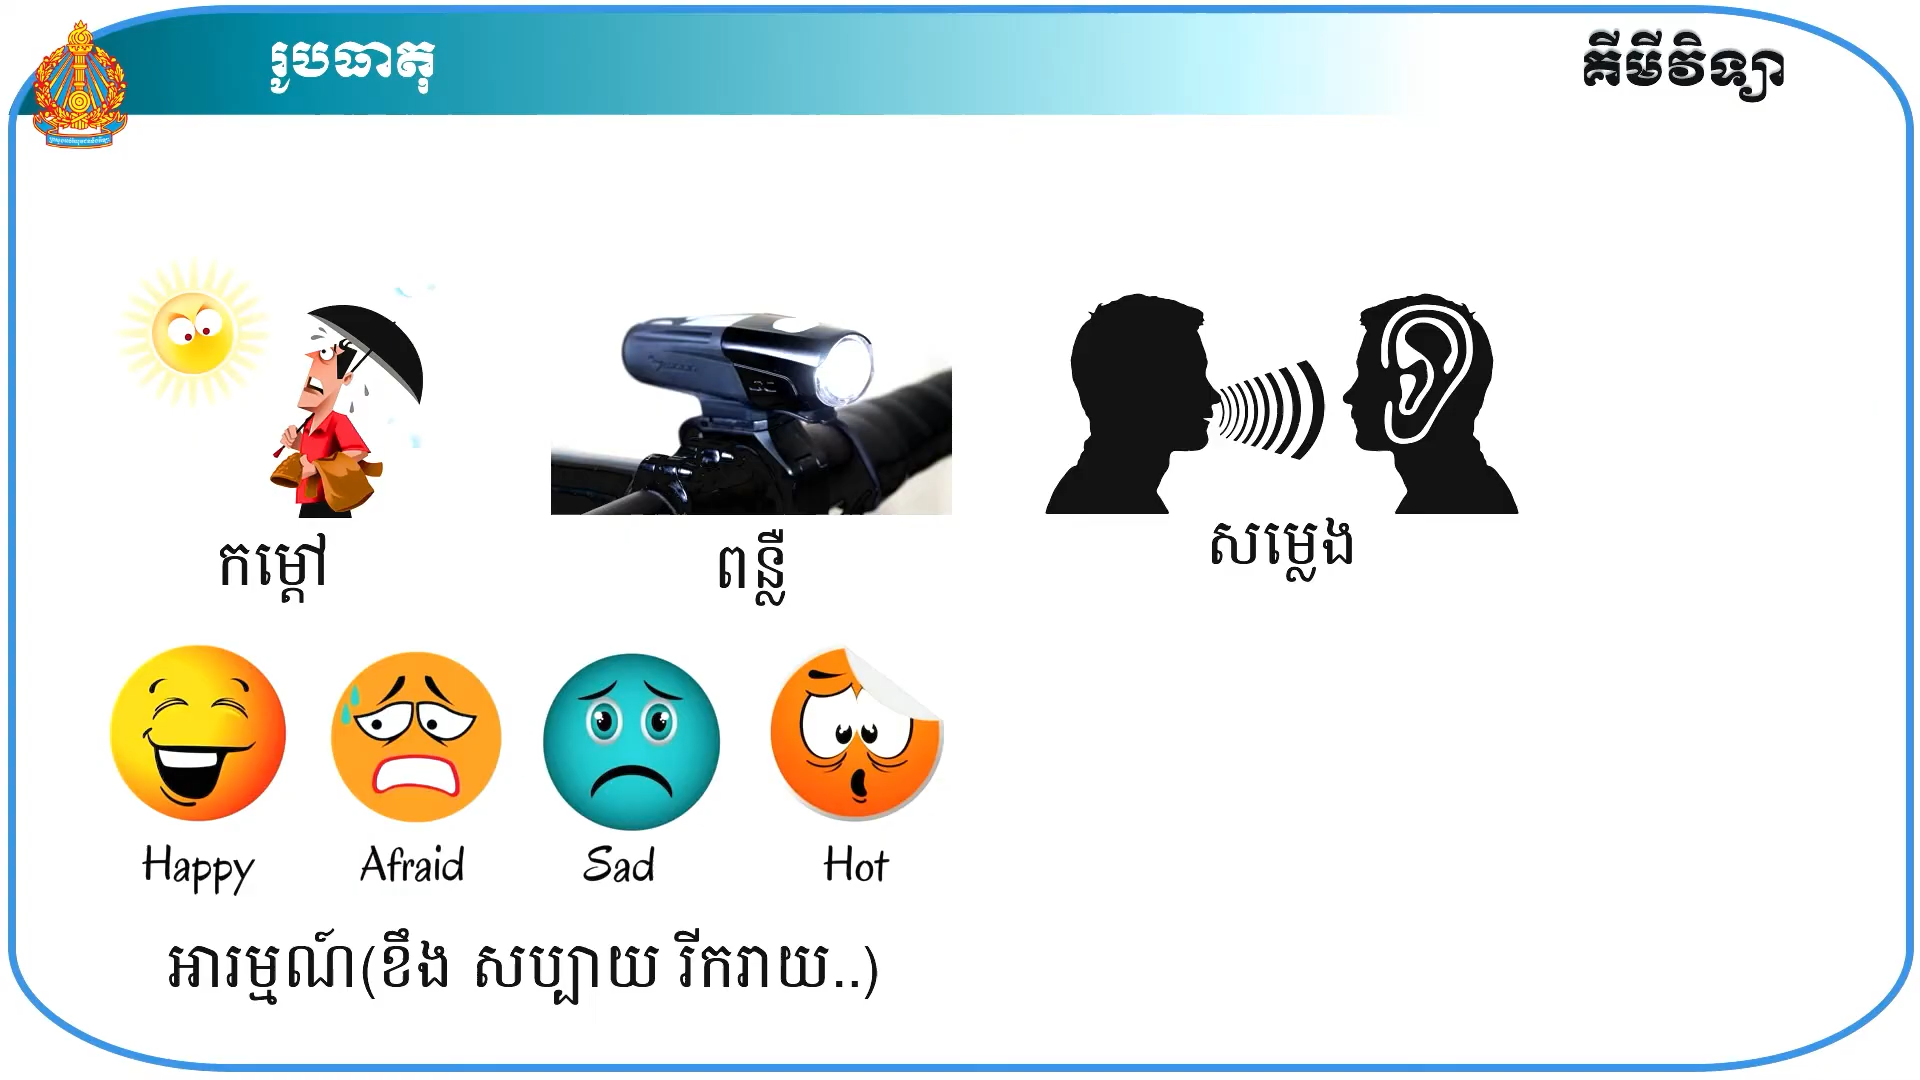 រូបធាតុ
គីមីវិទ្យា
កម្ដៅ
ពន្លឺ
សម្លេង
Happy
Afraid
Sad
Hot
អារម្មណ៍(ខឹង សប្បាយ រីករាយ..)